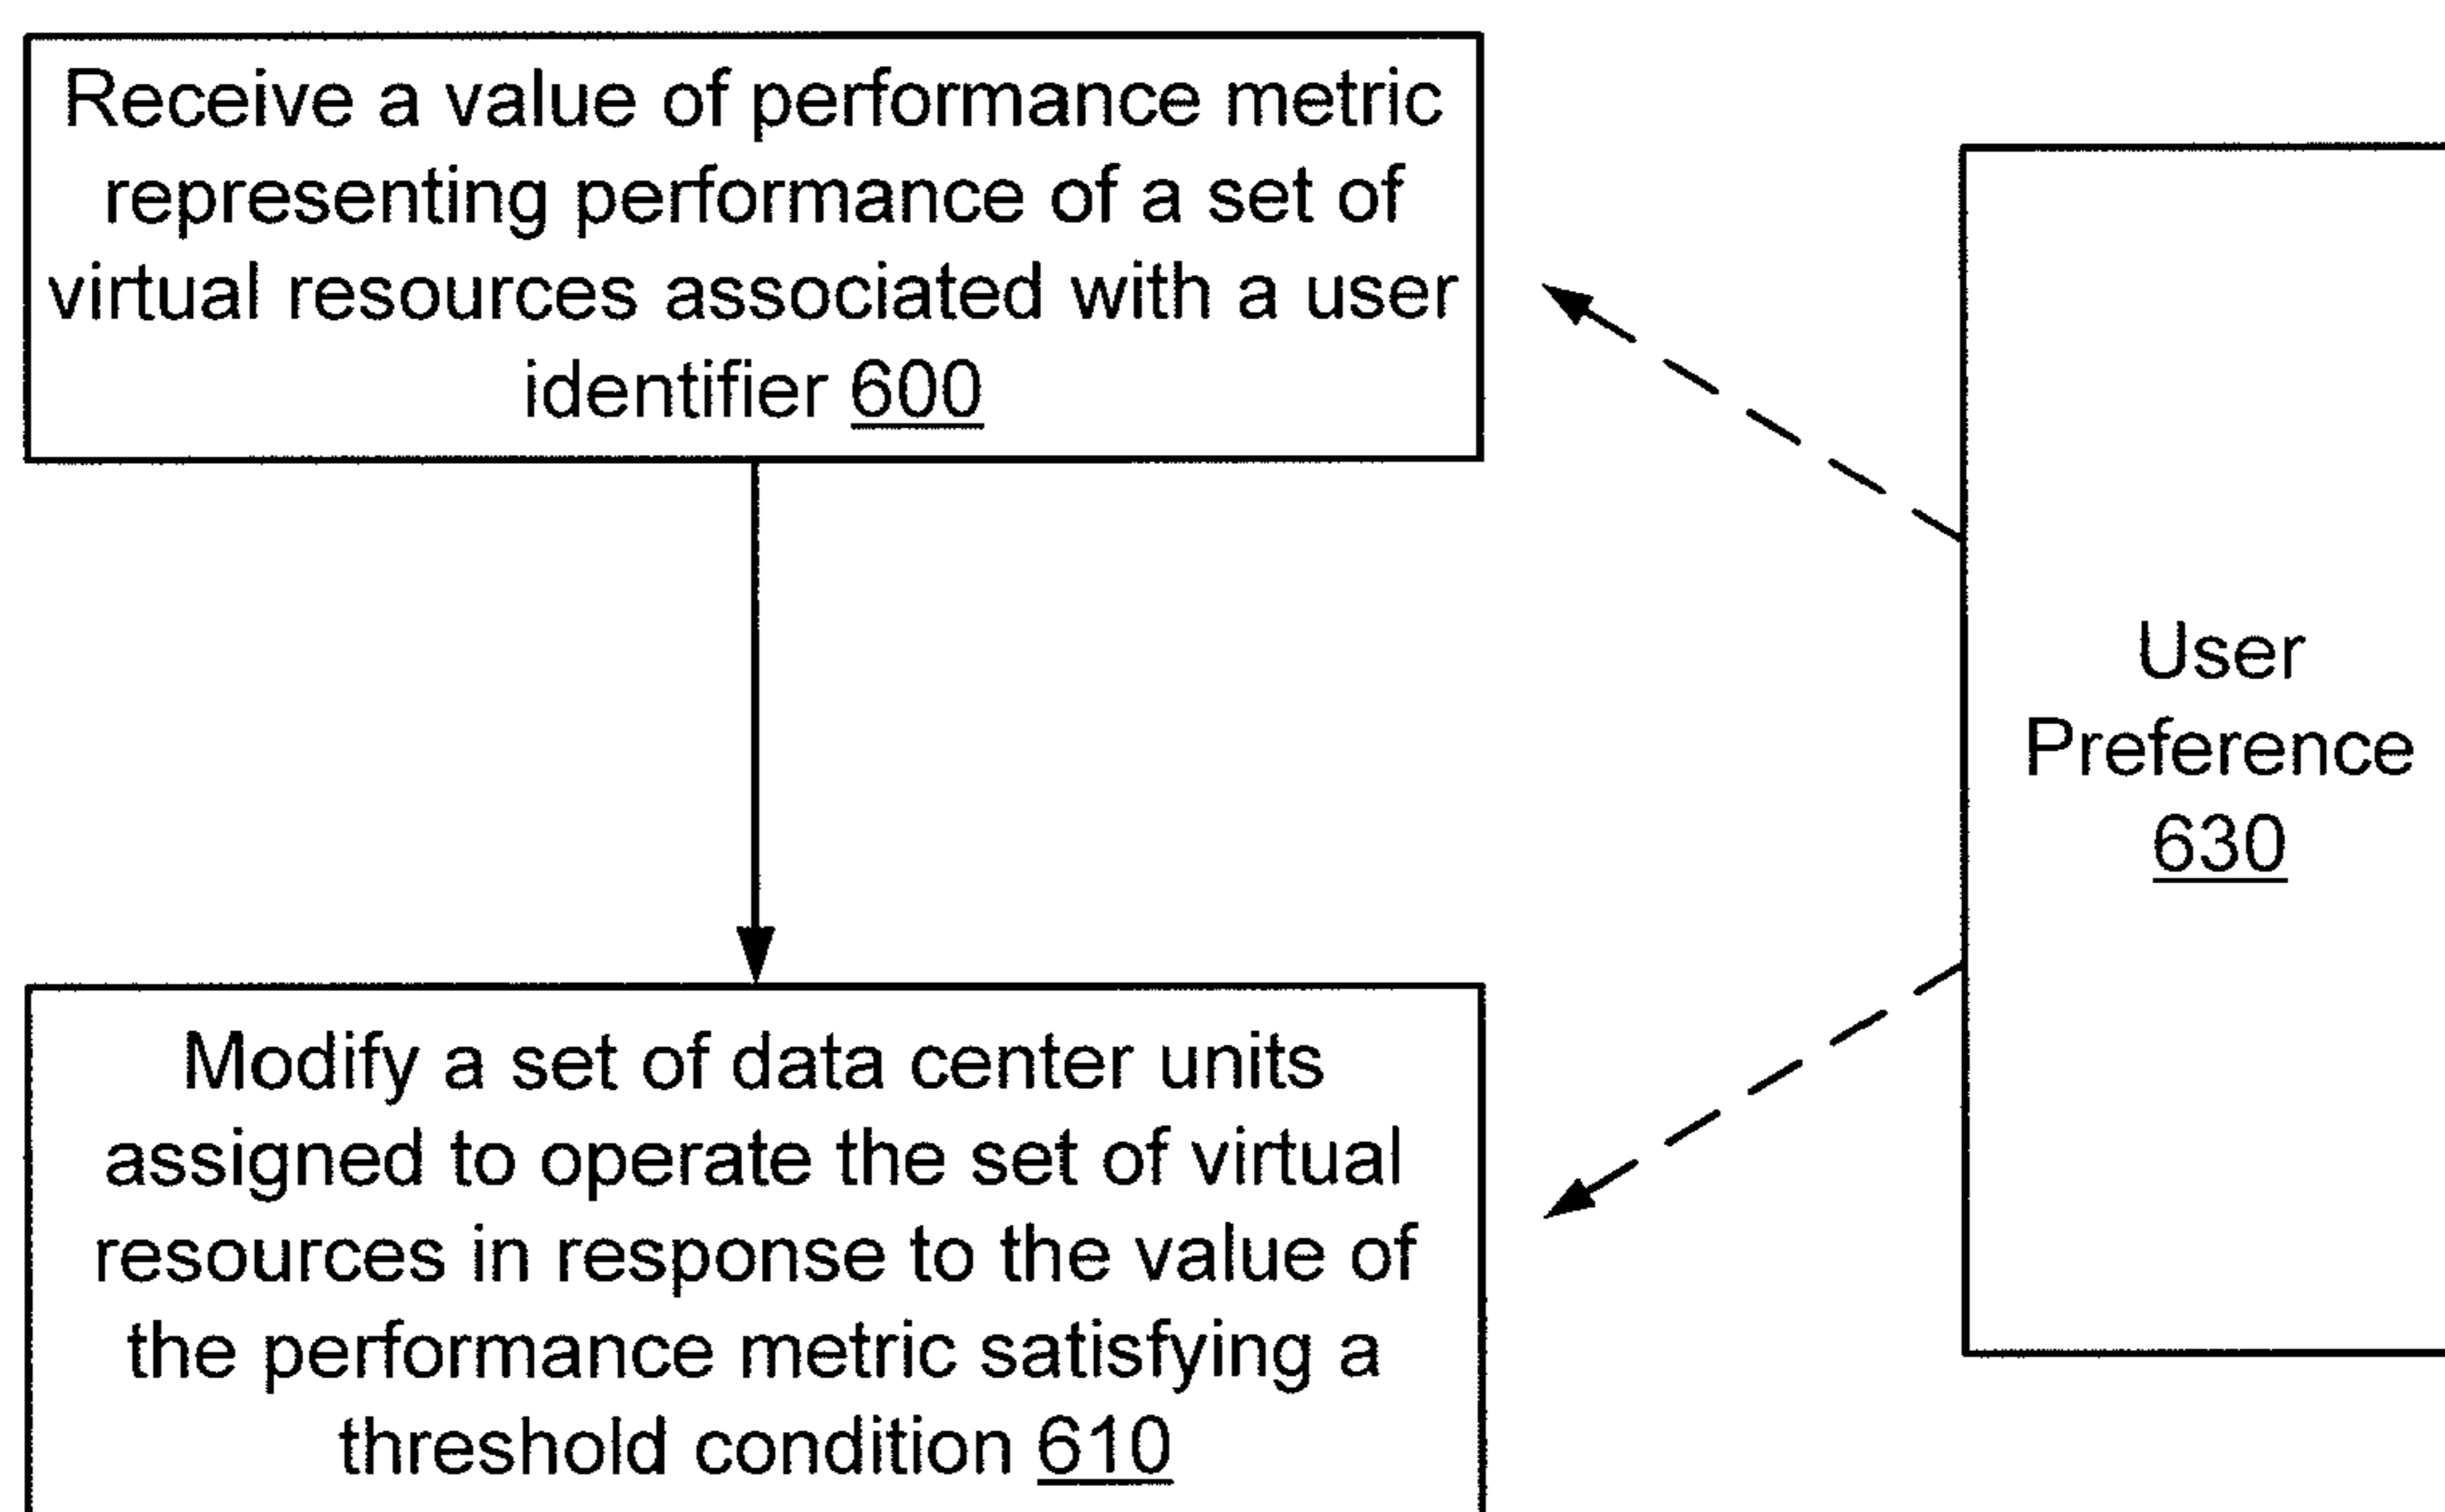 Receive a value of performance metric
representing performance of a set of
virtual resources associated with a user
identifier 600
User
Preference
630
Modify a set of data center units
assigned to operate the set of virtual
resources in response to the value of
the performance metric satisfying a
threshold condition 610